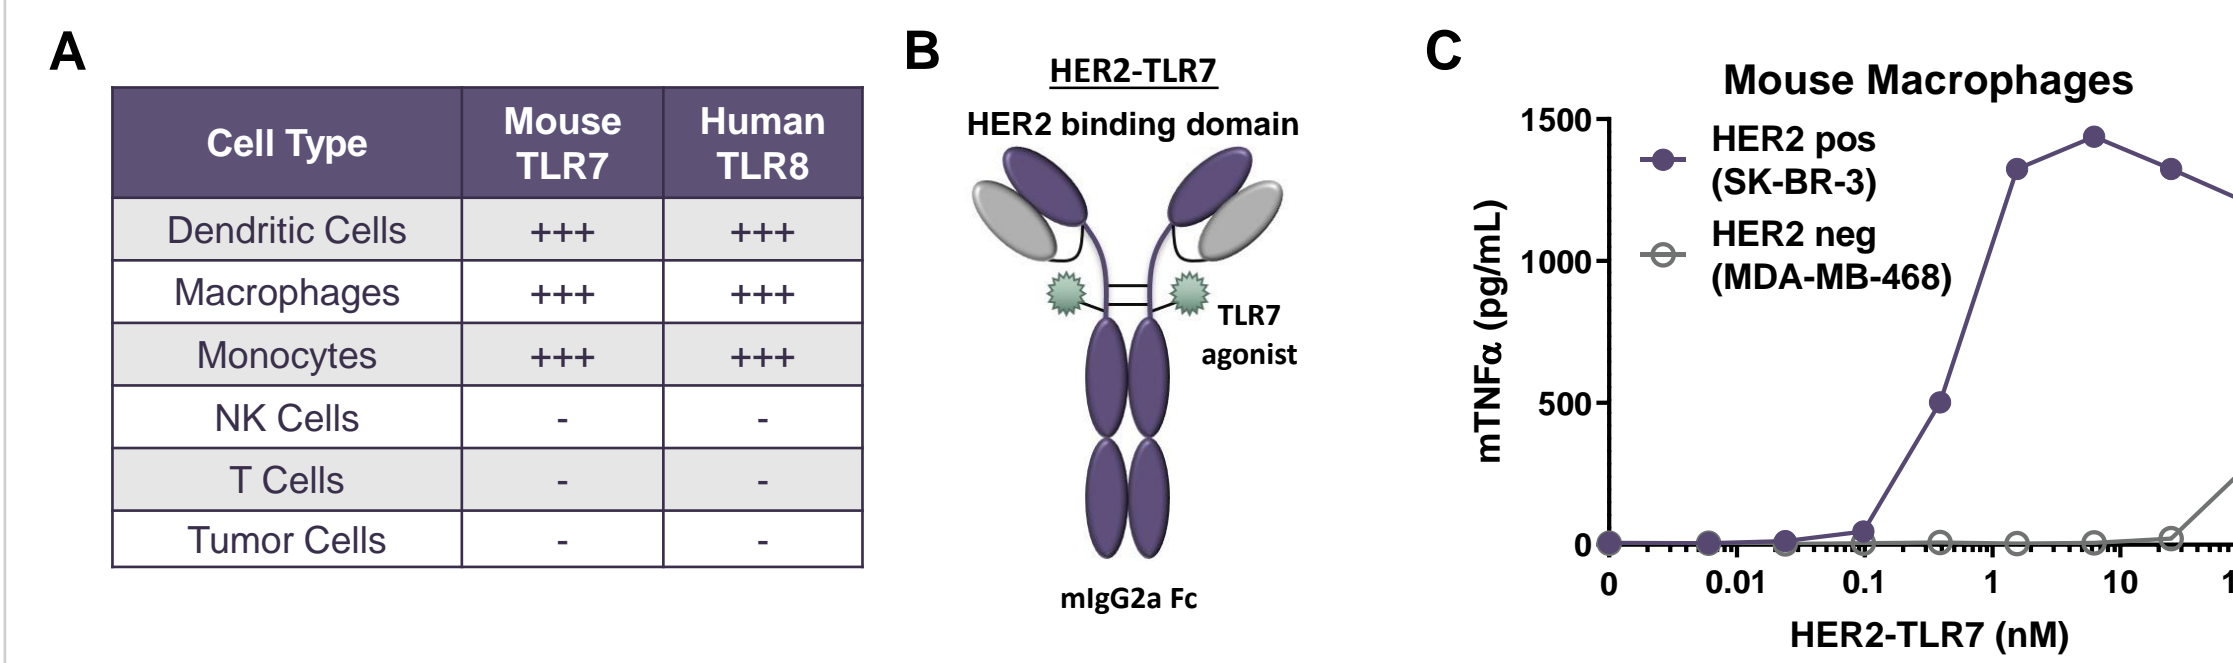 A
Cell Type
Mouse
TLR7
Human
TLR8
Dendritic Cells +++ +++
Macrophages +++ +++
Monocytes +++ +++
NK Cells - -
T Cells - -
Tumor Cells - -
B
HER2-TLR7
HER2 binding domain
TLR7
agonist
mIgG2a Fc
C
Mouse Macrophages
HER2 pos
(SK-BR-3)
HER2 neg
(MDA-MB-468)
mTNFα (pg/mL)
1500
1000
500
0
0 0.01 0.1 1 10
HER2-TLR7 (nM)